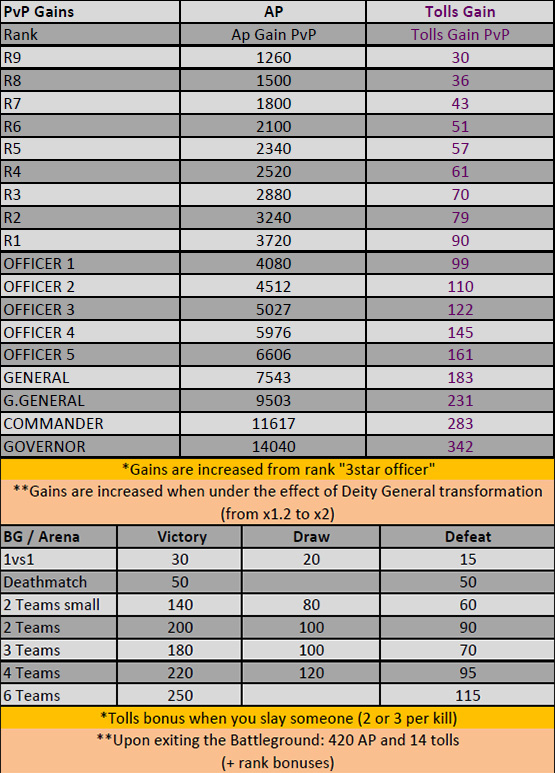 PvP Gains AP Tolls Gain
Rank Ap Gain PvP Tolls Gain PvP
R9 1260 30
R8 1500 36
R7 1800 43
R6 2100 51
R5 2340 57
R4 2520 61
R3 2880 70
R2 3240 79
R1 3720 90
OFFICER 1 4080 99
OFFICER 2 4512 110
OFFICER 3 5027 122
OFFICER 4 5976 145
OFFICER 5 6606 161
GENERAL 7543 183
G.GENERAL 9503 231
COMMANDER 11617 283
GOVERNOR 14040 342
*Gains are increased from rank "3star officer"
**Gains are increased when under the effect of Deity General transformation
(from x1.2 to x2)
BG / Arena Victory Draw Defeat
1vs1 30 20 15
Deathmatch 50 50
2 Teams small 140 80 60
2 Teams 200 100 90
3 Teams 180 100 70
4 Teams 220 120 95
6 Teams 250 115
*Tolls bonus when you slay someone (2 or 3 per kill)
**Upon exiting the Battleground: 420 AP and 14 tolls
(+ rank bonuses)